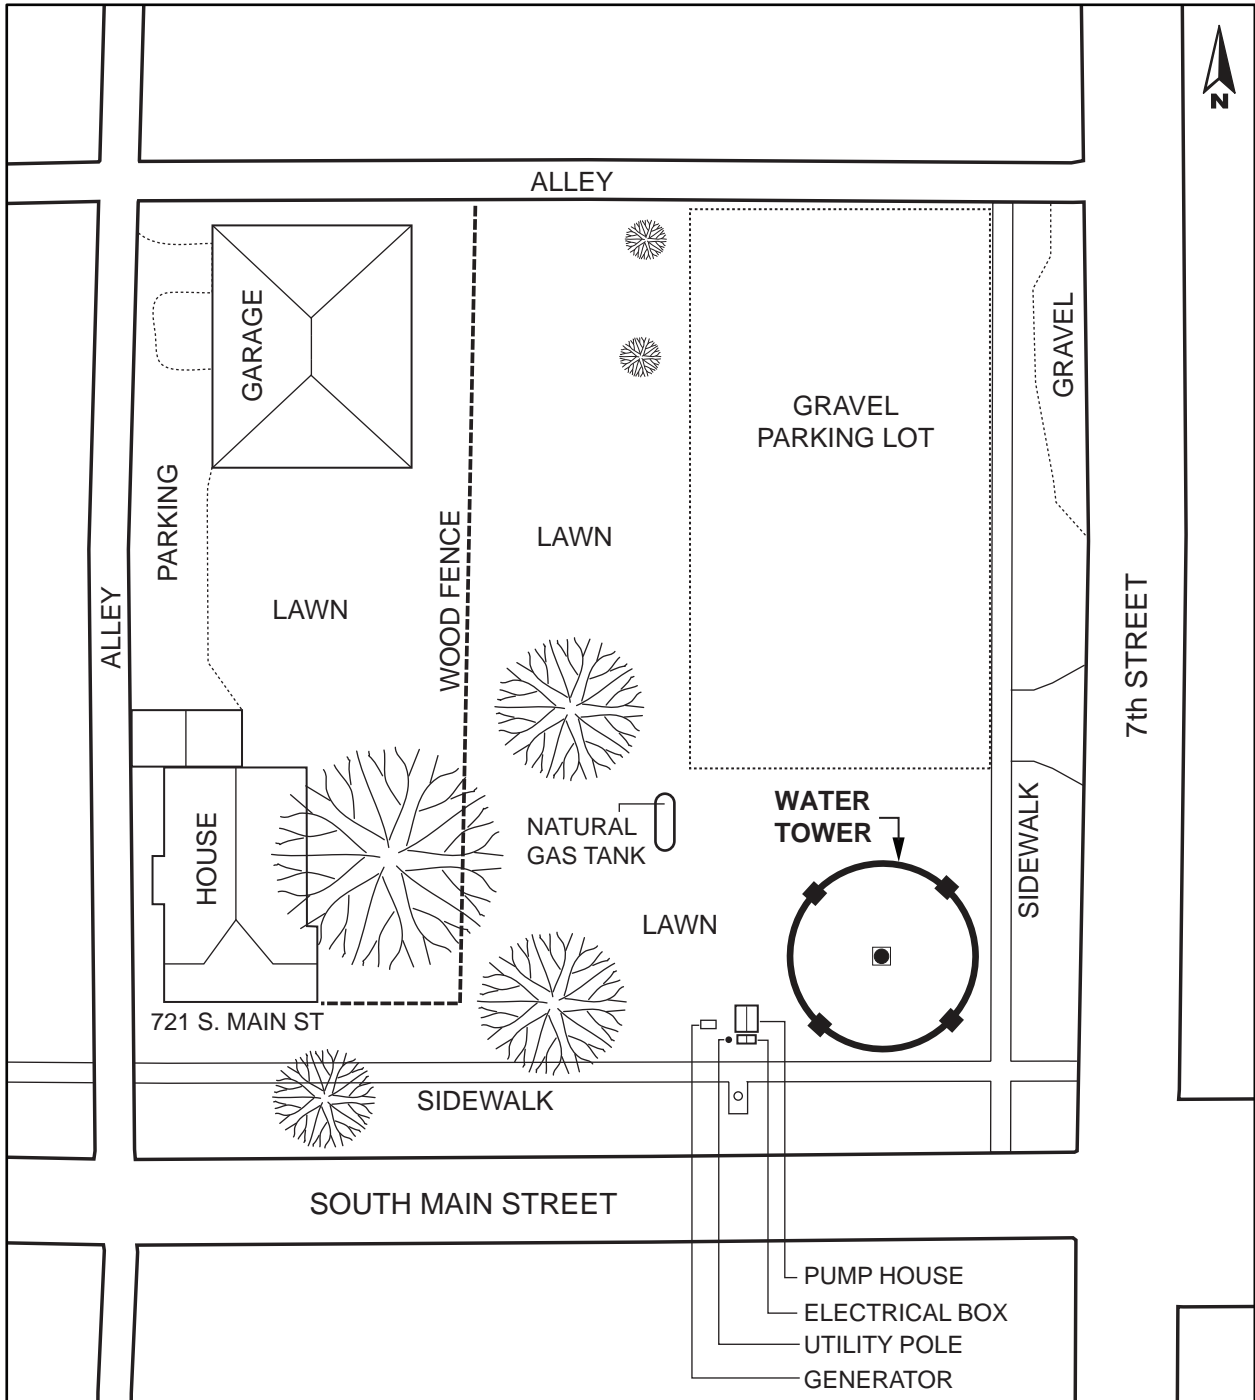 N
ALLEY
GARAGE
GRAVEL
GRAVEL
PARKING LOT
PARKING
WOOD FENCE
LAWN
LAWN
ALLEY
7th STREET
HOUSE
NATURAL
GAS TANK
WATER
TOWER
SIDEWALK
LAWN
721 S. MAIN ST
SIDEWALK
SOUTH MAIN STREET
PUMP HOUSE
ELECTRICAL BOX
UTILITY POLE
GENERATOR